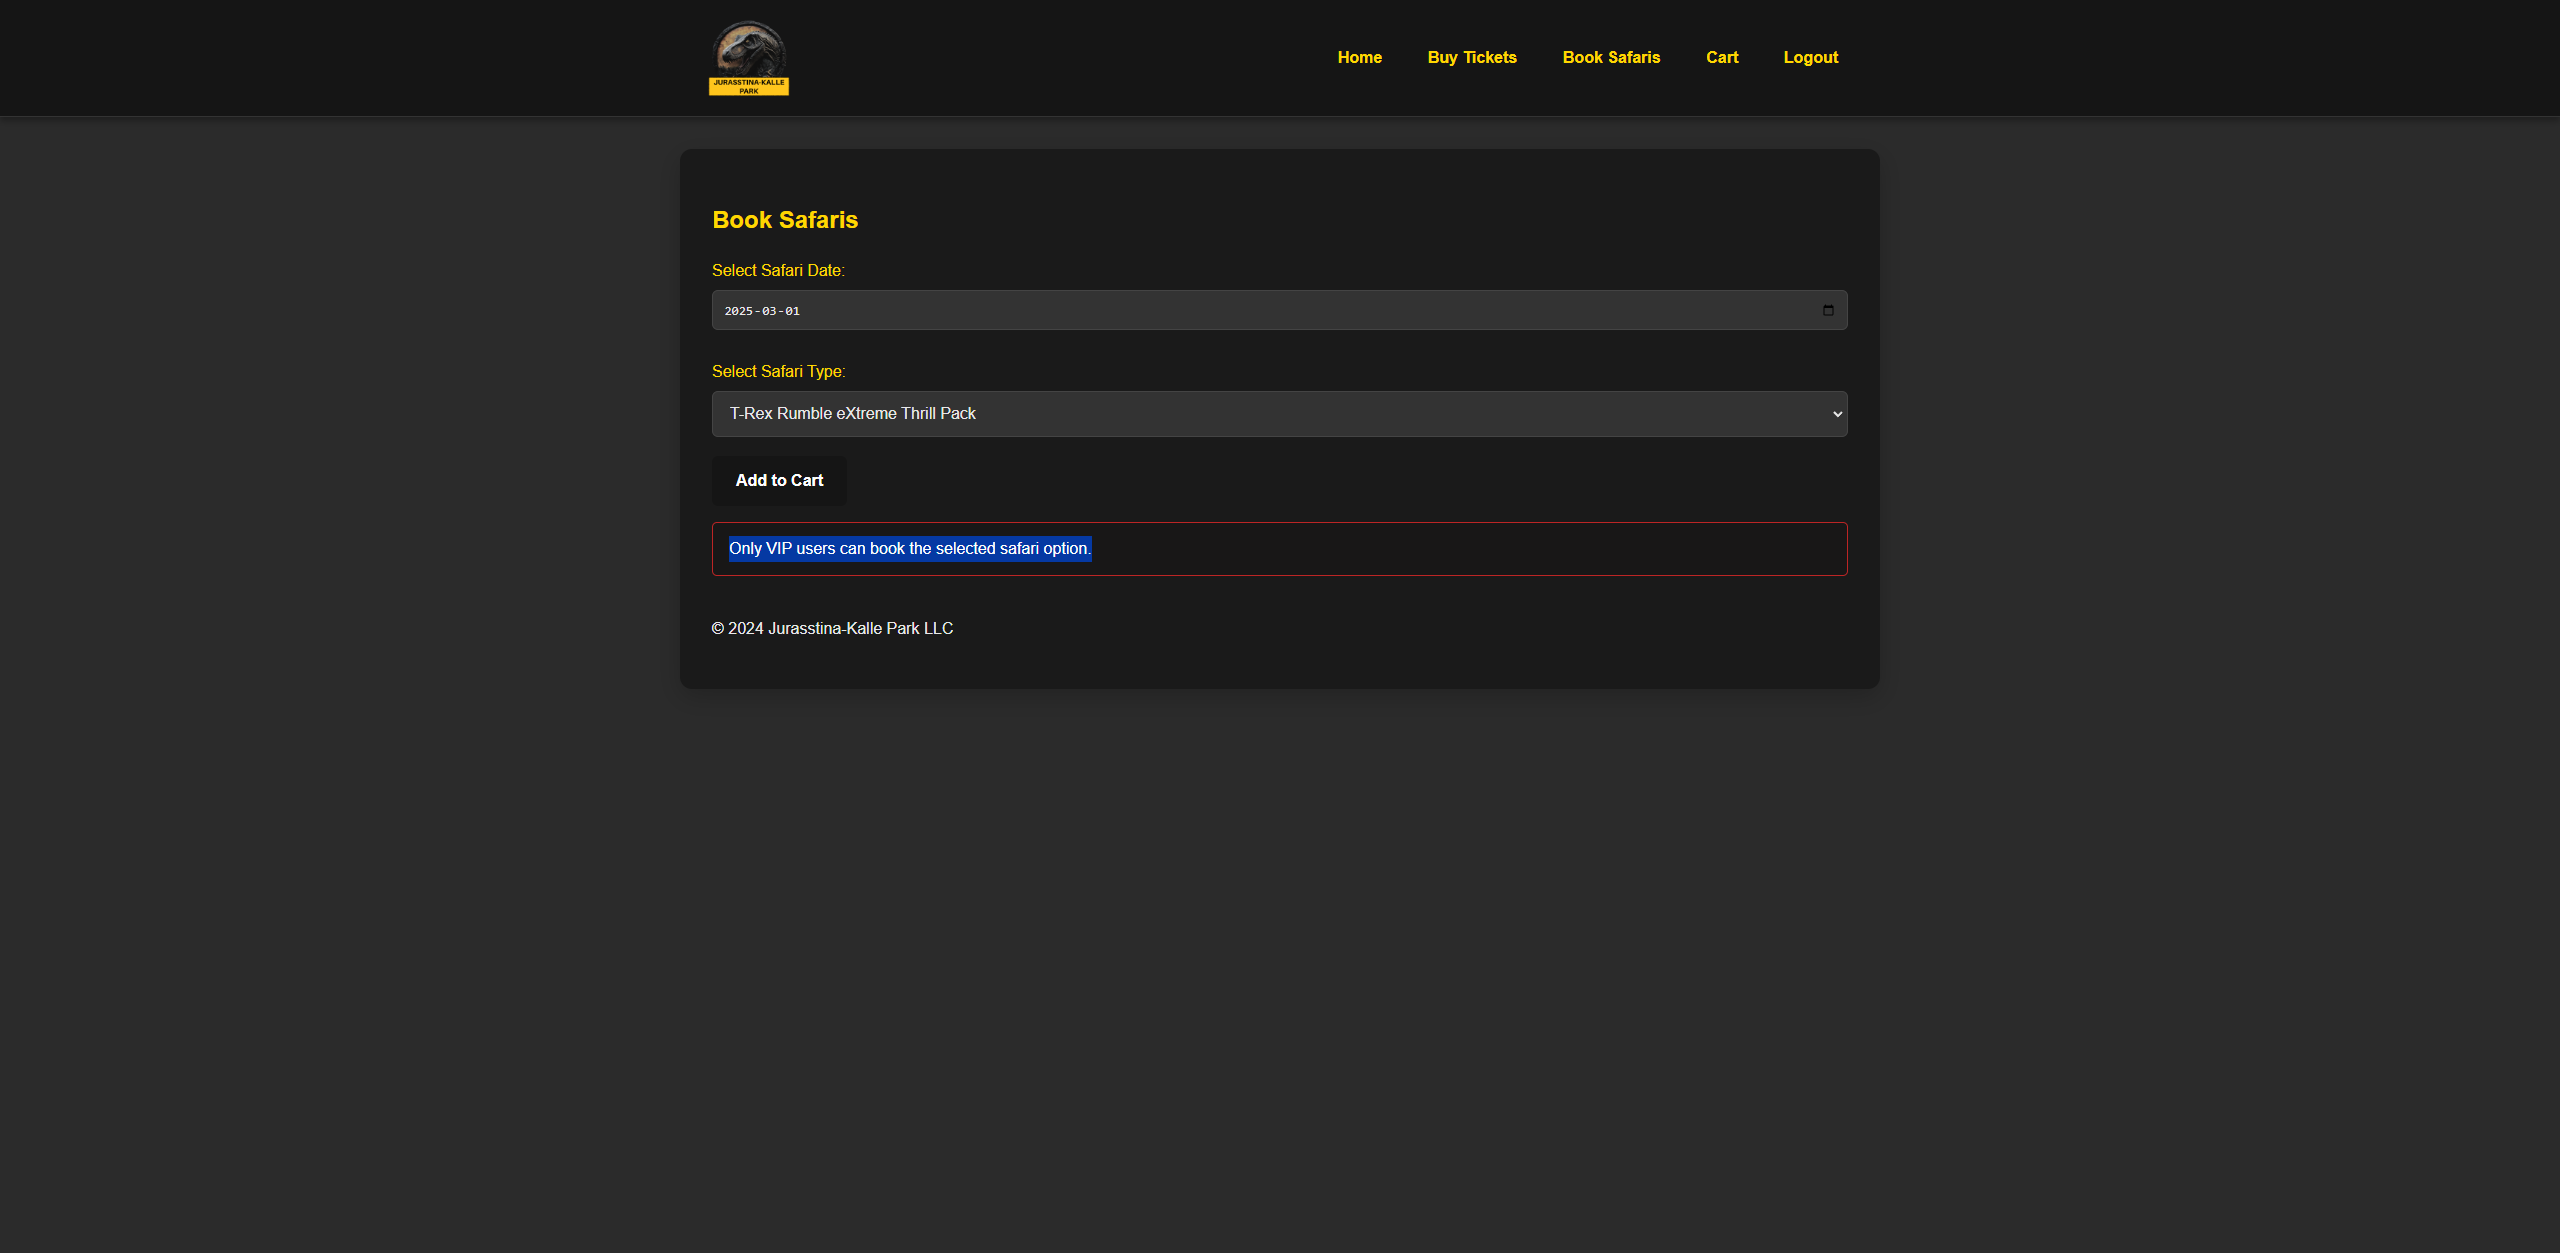 JURASSTINA-KALLE
PARK
Home
Buy Tickets
Book Safaris
Cart
Logout
Book Safaris
Select Safari Date:
2025-03-01
Select Safari Type:
T-Rex Rumble eXtreme Thrill Pack
Add to Cart
Only VIP users can book the selected safari option.
© 2024 Jurasstina-Kalle Park LLC